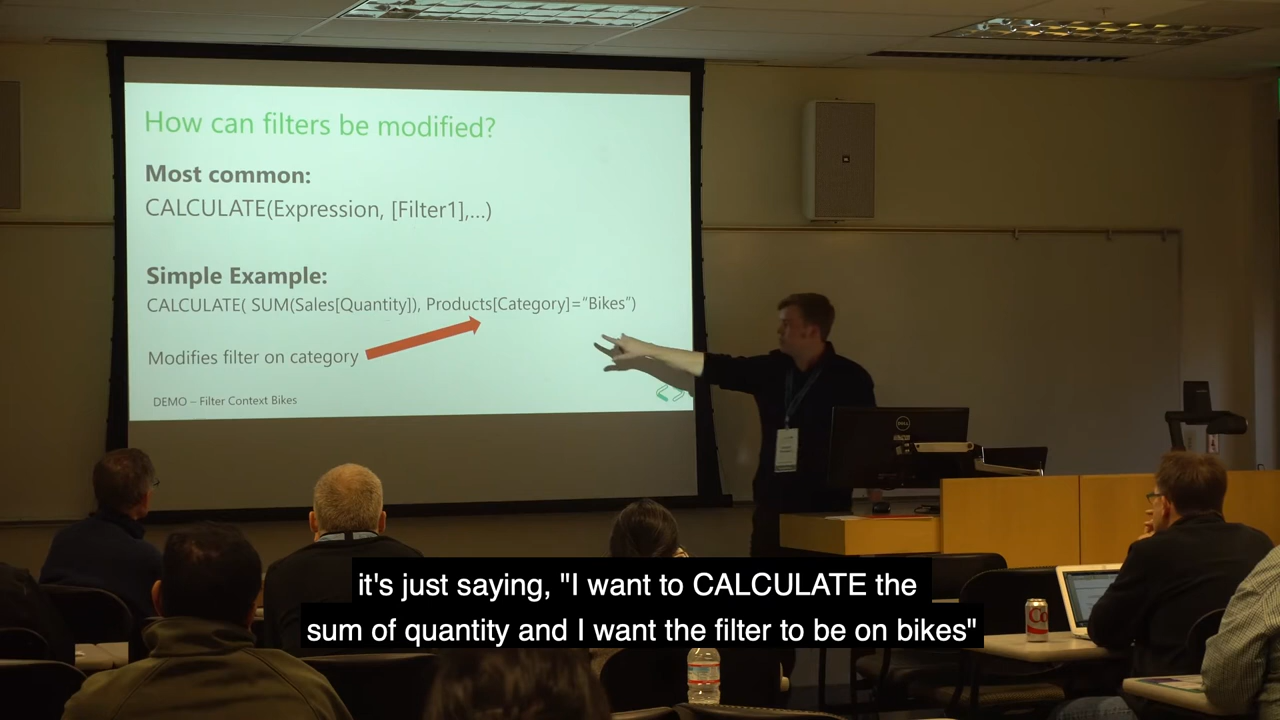 How can filters be modified?
Most common:
CALCULATE(Expression, [Filter1],...)
Simple Example:
CALCULATE( SUM(Sales[Quantity]), Products[Category]="Bikes")
Modifies filter on category
DEMO – Filter Context Bikes
DELL
Co
it's just saying, "I want to CALCULATE the
sum of quantity and I want the filter to be on bikes"